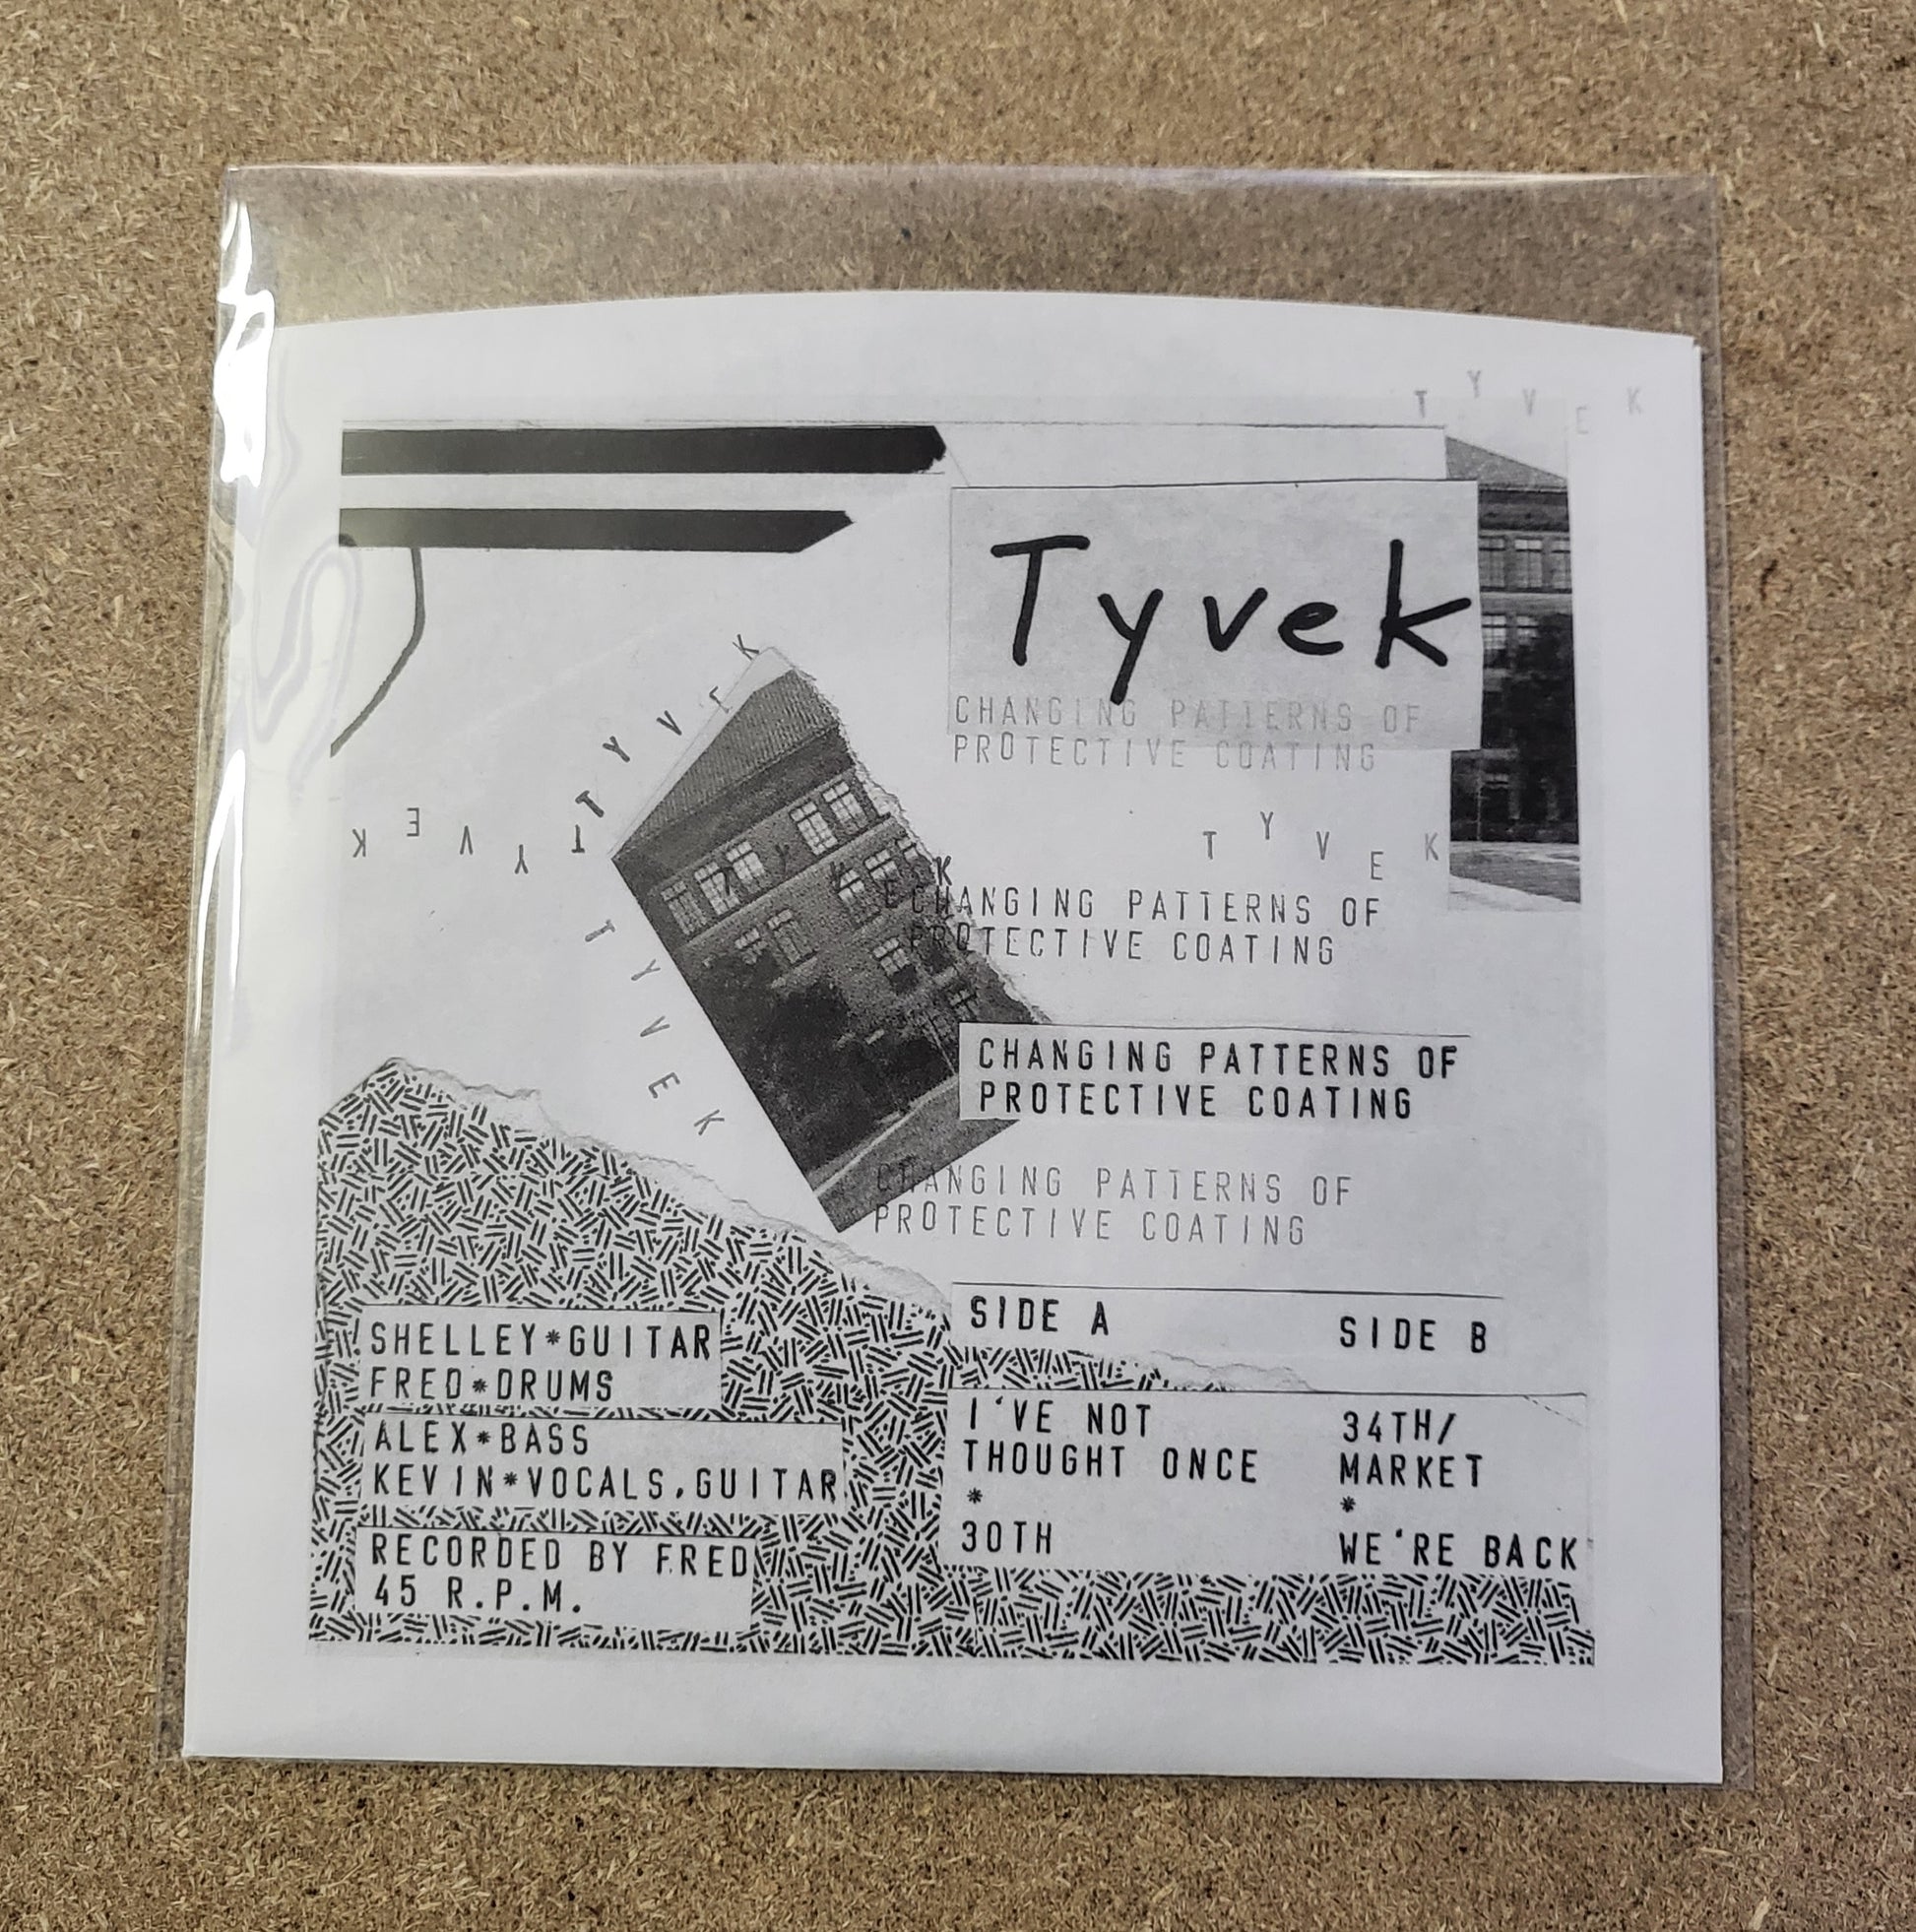 T Y V E K
Tyvek
CHANGING PATTERNS OF
PROTECTIVE COATING
T Y V E K
T Y V E K
T Y V E K
T Y V E K
Y V E K
CHANGING PATTERNS OF
PROTECTIVE COATING
T Y V E K
CHANGING PATTERNS OF
PROTECTIVE COATING
CHANGING PATTERNS OF
PROTECTIVE COATING
SHELLEY*GUITAR
FRED*DRUMS
ALEX*BASS
KEVIN*VOCALS,GUITAR
RECORDED BY FRED
45 R.P.M.
SIDE A
I'VE NOT
THOUGHT ONCE
*
30TH
SIDE B
34TH/
MARKET
*
WE'RE BACK